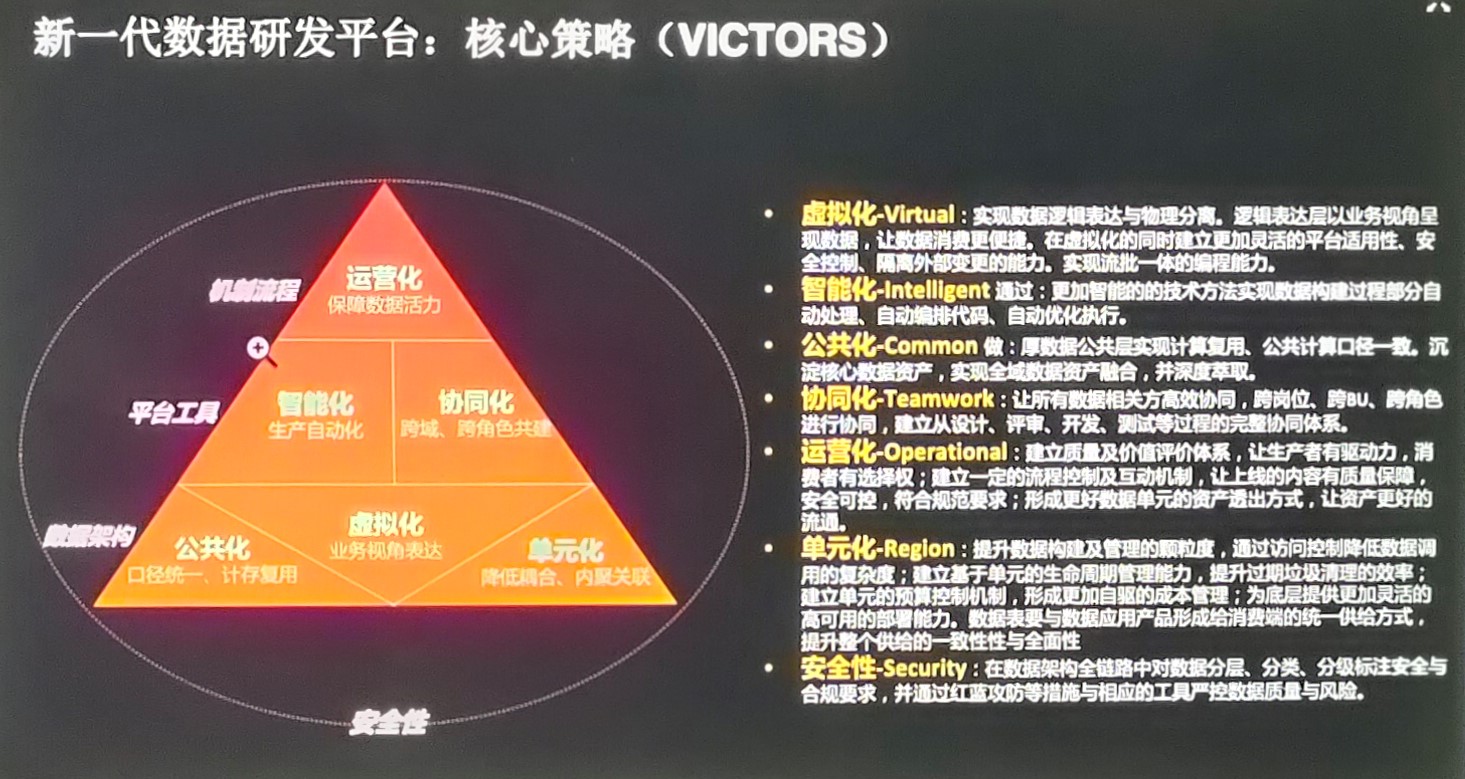 新一代数据研发平台：核心策略（VICTORS）
机制流程
运营化
保障数据活力
平台工具
智能化
生产自动化
协同化
跨域、跨角色共建
数据架构
公共化
口径统一、计存复用
虚拟化
业务视角表达
单元化
降低耦合、内聚关联
安全性
• 虚拟化-Virtual：实现数据逻辑表达与物理分离。逻辑表达层以业务视角呈
现数据，让数据消费更便捷。在虚拟化的同时建立更加灵活的平台适用性、安
全控制、隔离外部变更的能力。实现流批一体的编程能力。
• 智能化-Intelligent 通过：更加智能的的技术方法实现数据构建过程部分自
动处理、自动编排代码、自动优化执行。
• 公共化-Common 做：厚数据公共层实现计算复用、公共计算口径一致。沉
淀核心数据资产，实现全域数据资产融合，并深度萃取。
• 协同化-Teamwork：让所有数据相关方高效协同，跨岗位、跨BU、跨角色
进行协同，建立从设计、评审、开发、测试等过程的完整协同体系。
• 运营化-Operational：建立质量及价值评价体系，让生产者有驱动力，消
费者有选择权；建立一定的流程控制及互动机制，让上线的内容有质量保障，
安全可控，符合规范要求；形成更好数据单元的资产透出方式，让资产更好的
流通。
• 单元化-Region：提升数据构建及管理的颗粒度，通过访问控制降低数据调
用的复杂度；建立基于单元的生命周期管理能力，提升过期垃圾清理的效率；
建立单元的预算控制机制，形成更加自驱的成本管理；为底层提供更加灵活的
高可用的部署能力。数据表要与数据应用产品形成给消费端的统一供给方式，
提升整个供给的一致性性与全面性
• 安全性-Security：在数据架构全链路中对数据分层、分类、分级标注安全与
合规要求，并通过红蓝攻防等措施与相应的工具严控数据质量与风险。